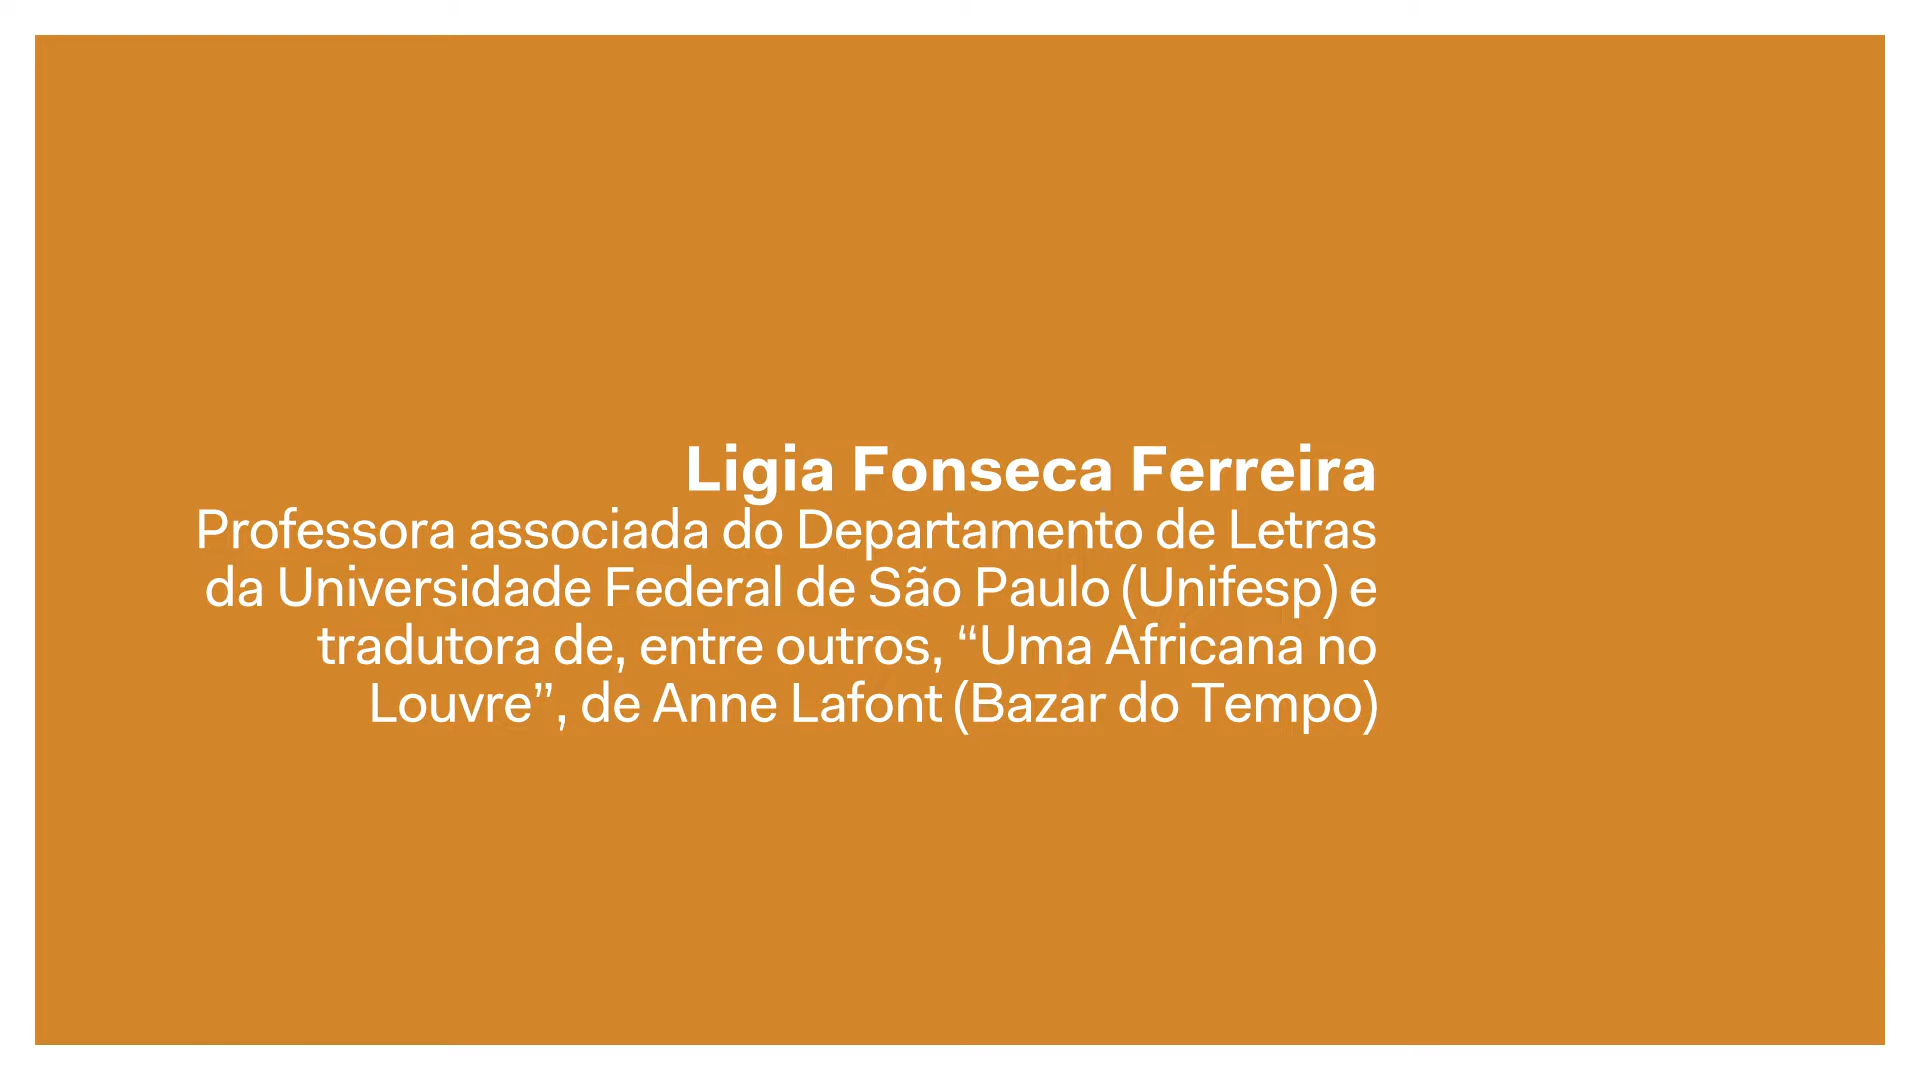 Ligia Fonseca Ferreira
Professora associada do Departamento de Letras
da Universidade Federal de São Paulo (Unifesp) e
tradutora de, entre outros, “Uma Africana no
Louvre”, de Anne Lafont (Bazar do Tempo)